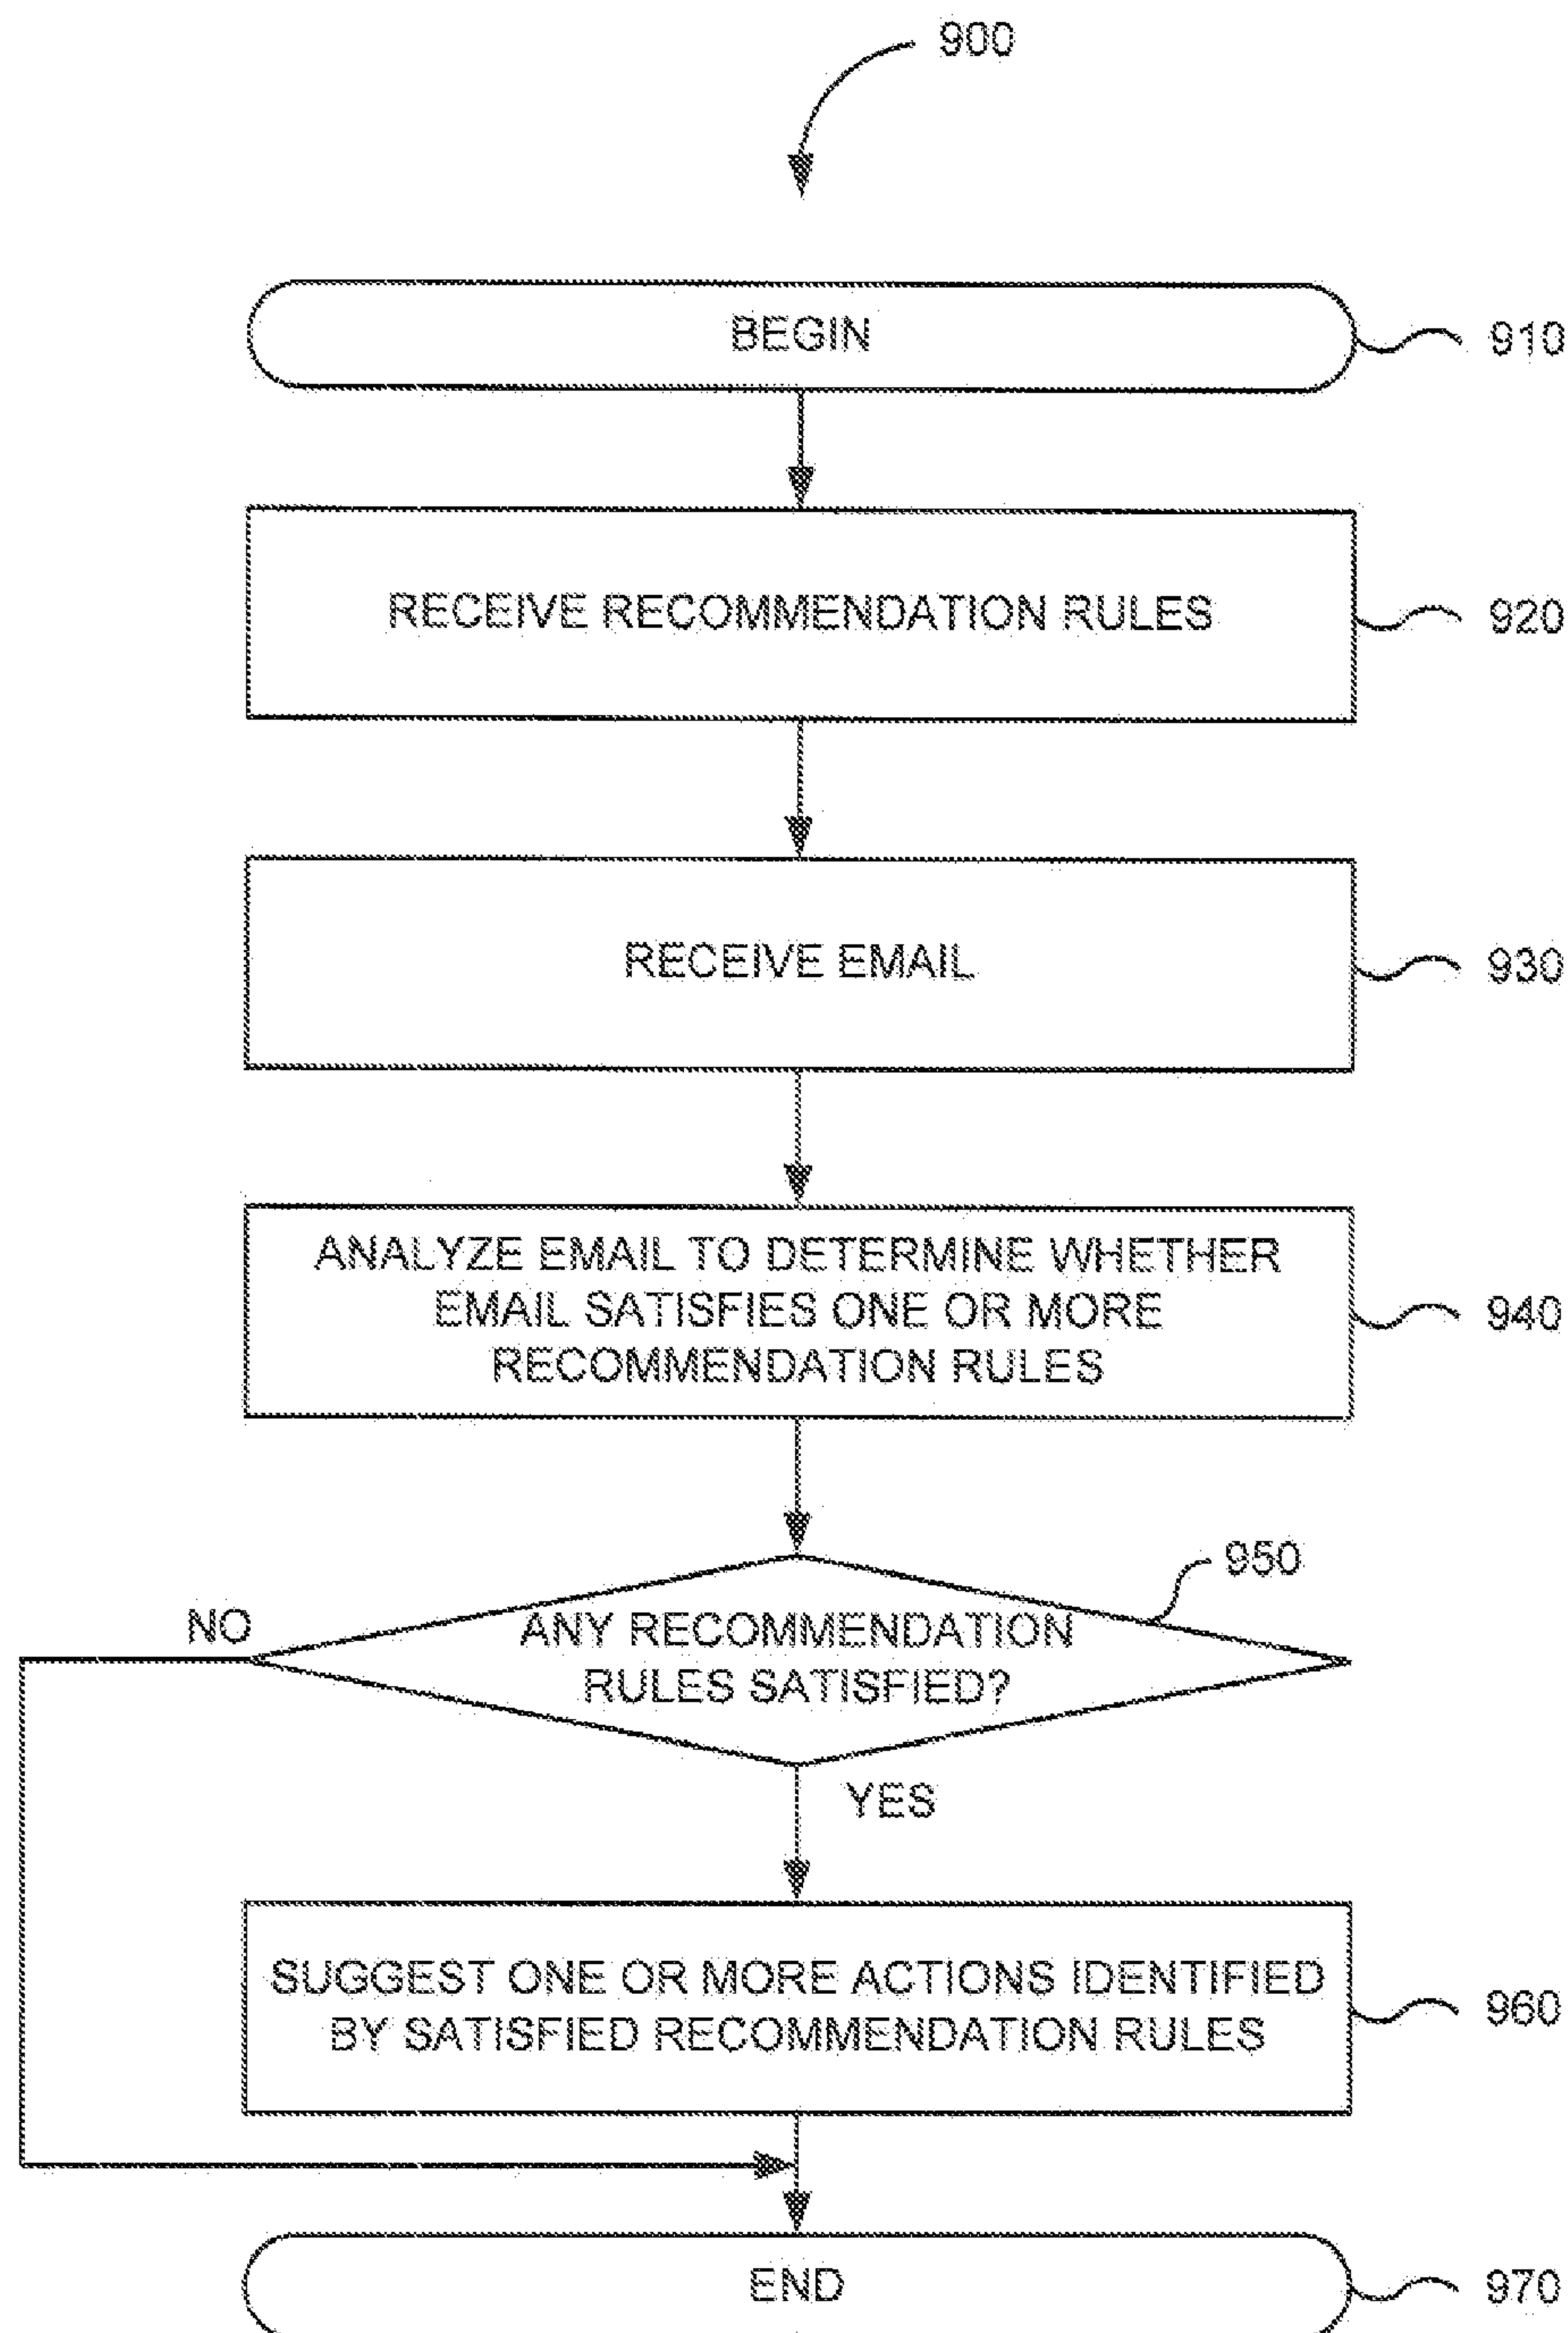 900
BEGIN
910
RECEIVE RECOMMENDATION RULES
920
RECEIVE EMAIL
930
ANALYZE EMAIL TO DETERMINE WHETHER
EMAIL SATISFIES ONE OR MORE
RECOMMENDATION RULES
940
950
NO
ANY RECOMMENDATION
RULES SATISFIED?
YES
SUGGEST ONE OR MORE ACTIONS IDENTIFIED
BY SATISFIED RECOMMENDATION RULES
960
END
970